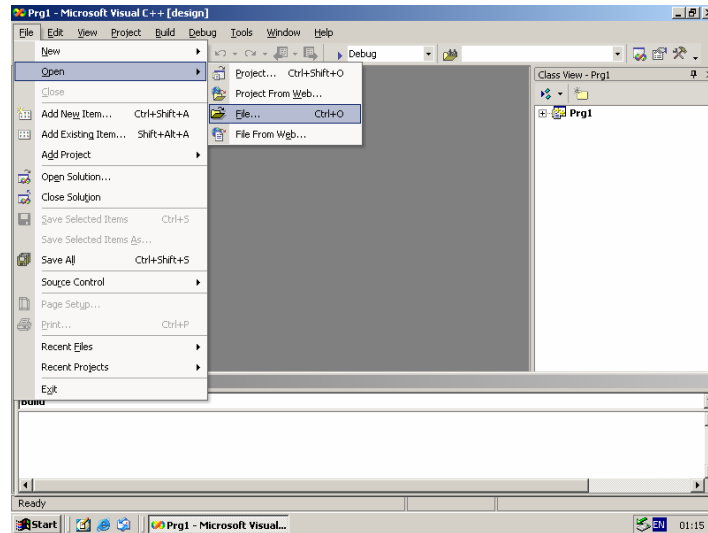 Prg1 - Microsoft Visual C++ [design]
File Edit View Project Build Debug Tools Window Help
Debug
New
Open
Close
Add New Item... Ctrl+Shift+A
Add Existing Item... Shift+Alt+A
Add Project
Open Solution...
Close Solution
Save Selected Items Ctrl+S
Save Selected Items As...
Save All Ctrl+Shift+S
Source Control
Page Setup...
Print... Ctrl+P
Recent Files
Recent Projects
Exit
Project... Ctrl+Shift+O
Project From Web...
File... Ctrl+O
File From Web...
Class View - Prg1
Prg1
Build
Ready
Start Prg1 - Microsoft Visual... EN 01:15